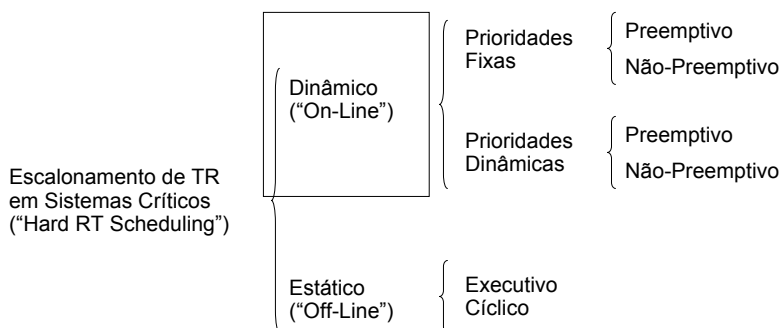 Prioridades
Fixas
Preemptivo
Não-Preemptivo
Dinâmico
(“On-Line”)
Prioridades
Dinâmicas
Preemptivo
Não-Preemptivo
Escalonamento de TR
em Sistemas Críticos
(“Hard RT Scheduling”)
Estático
(“Off-Line”)
Executivo
Cíclico